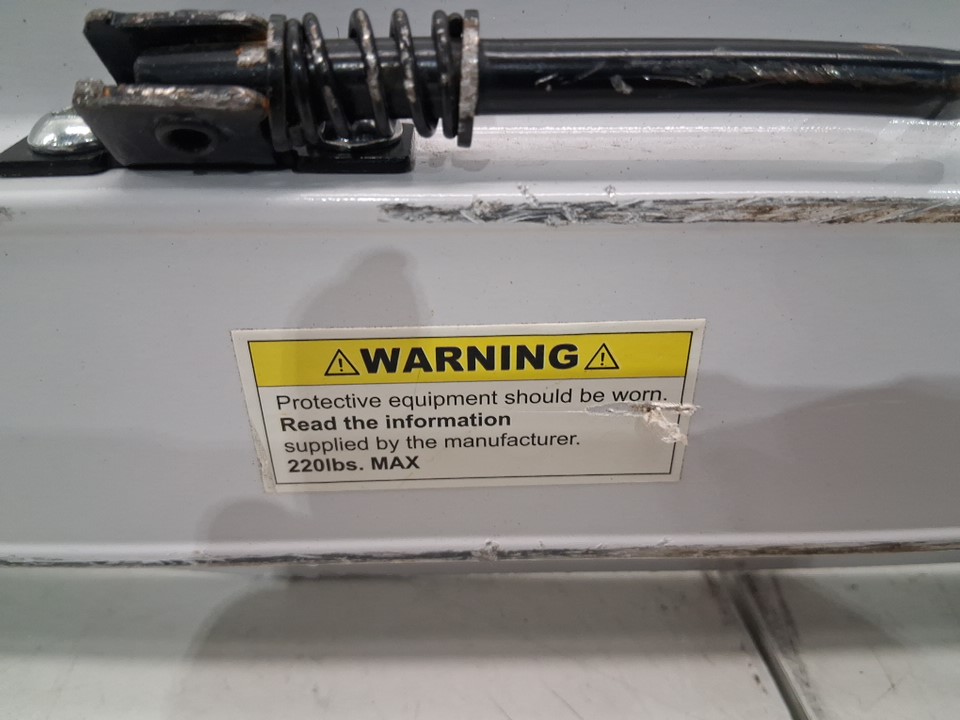 WARNING
Protective equipment should be worn.
Read the information
supplied by the manufacturer.
220lbs. MAX